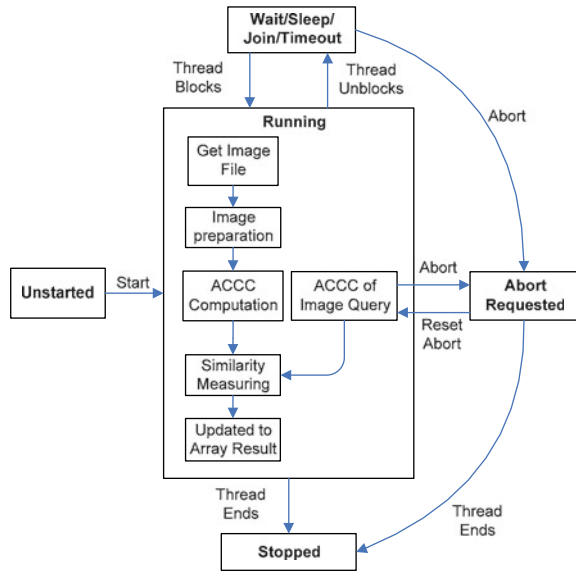 Wait/Sleep/
Join/Timeout
Thread
Blocks
Thread
Unblocks
Abort
Running
Get Image
File
Image
preparation
Unstarted
Start
ACCC
Computation
ACCC of
Image Query
Abort
Reset
Abort
Abort
Requested
Similarity
Measuring
Updated to
Array Result
Thread
Ends
Thread
Ends
Stopped